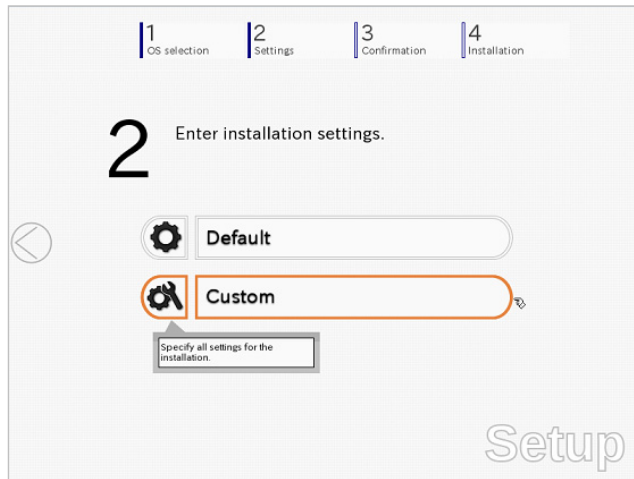 1
OS selection
2
Settings
3
Confirmation
4
Installation
2
Enter installation settings.
Default
Custom
Specify all settings for the
installation.
Setup